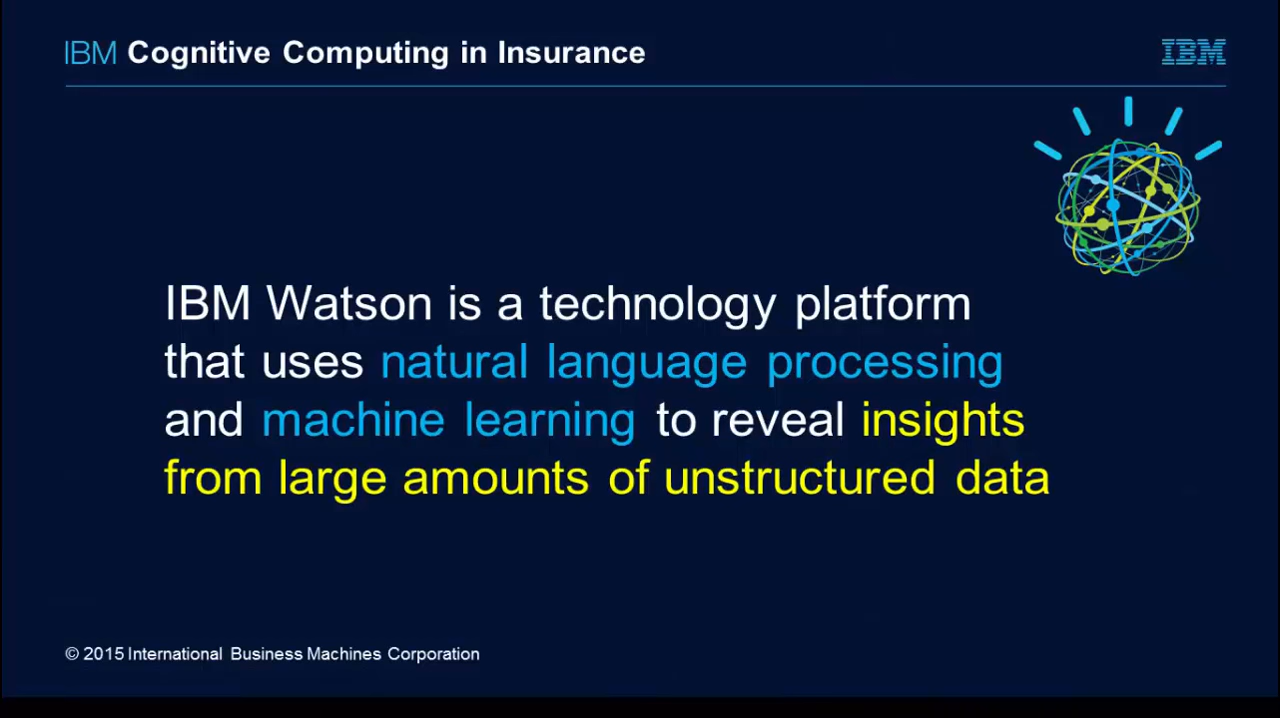 IBM Cognitive Computing in Insurance
IBM
IBM Watson is a technology platform
that uses natural language processing
and machine learning to reveal insights
from large amounts of unstructured data
© 2015 International Business Machines Corporation